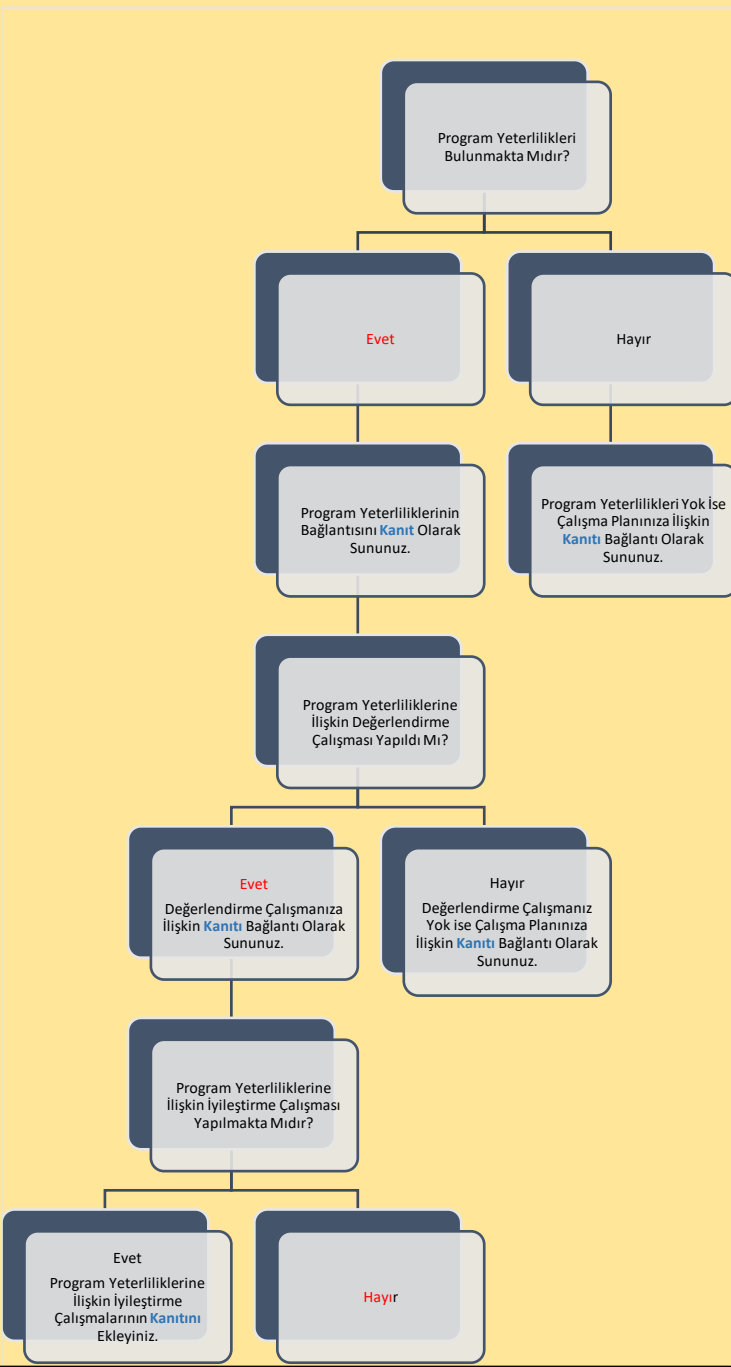 Program Yeterlilikleri
Bulunmakta Mıdır?
Evet
Hayır
Program Yeterliliklerinin
Bağlantısını Kanıt Olarak
Sununuz.
Program Yeterlilikleri Yok İse
Çalışma Planınıza İlişkin
Kanıtı Bağlantı Olarak
Sununuz.
Program Yeterliliklerine
İlişkin Değerlendirme
Çalışması Yapıldı Mı?
Evet
Değerlendirme Çalışmanıza
İlişkin Kanıtı Bağlantı Olarak
Sununuz.
Hayır
Değerlendirme Çalışmanız
Yok ise Çalışma Planınıza
İlişkin Kanıtı Bağlantı Olarak
Sununuz.
Program Yeterliliklerine
İlişkin İyileştirme Çalışması
Yapılmakta Mıdır?
Evet
Program Yeterliliklerine
İlişkin İyileştirme
Çalışmalarının Kanıtını
Ekleyiniz.
Hayır